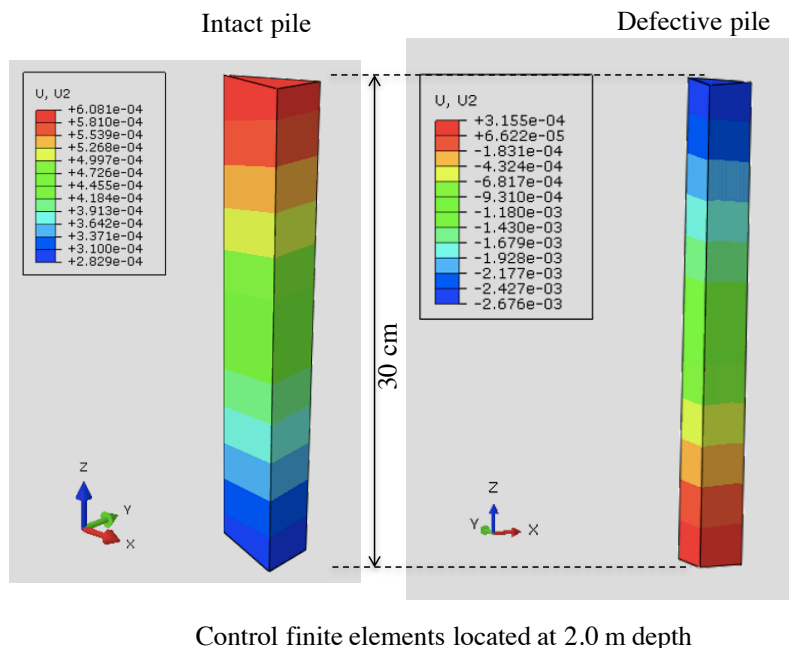 Intact pile
Defective pile
U, U2
+6.081e-04
+5.810e-04
+5.539e-04
+5.268e-04
+4.997e-04
+4.726e-04
+4.455e-04
+4.184e-04
+3.913e-04
+3.642e-04
+3.371e-04
+3.100e-04
+2.829e-04
U, U2
+3.155e-04
+6.622e-05
-1.831e-04
-4.324e-04
-6.817e-04
-9.310e-04
-1.180e-03
-1.430e-03
-1.679e-03
-1.928e-03
-2.177e-03
-2.427e-03
-2.676e-03
30 cm
Z
Y
X
Z
Y
X
Control finite elements located at 2.0 m depth